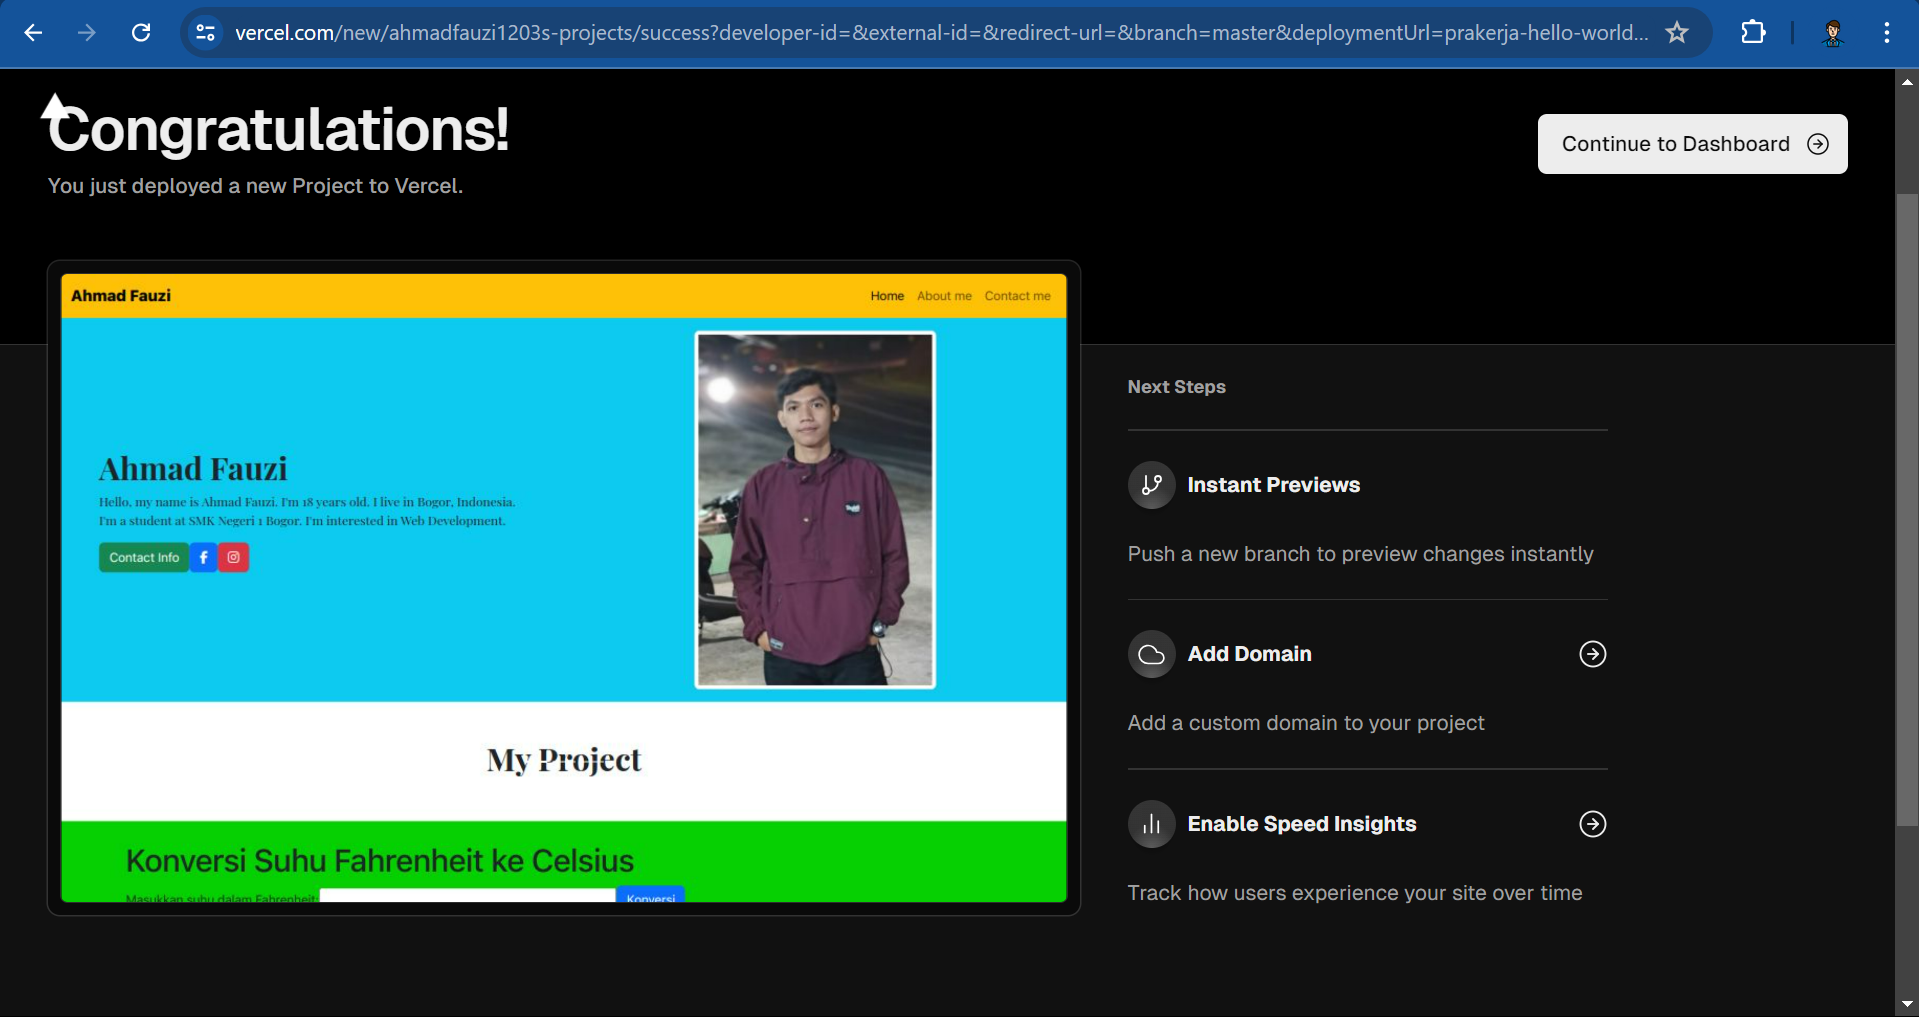 vercel.com/new/ahmadfauzi1203s-projects/success?developer-id=&external-id=&redirect-url=&branch=master&deploymentUrl=prakerja-hello-world...
Congratulations!
You just deployed a new Project to Vercel.
Continue to Dashboard
Ahmad Fauzi
Home About me Contact me
Ahmad Fauzi
Hello, my name is Ahmad Fauzi. I'm 18 years old. I live in Bogor, Indonesia.
I'm a student at SMK Negeri 1 Bogor. I'm interested in Web Development.
Contact Info
My Project
Konversi Suhu Fahrenheit ke Celsius
Masukkan suhu dalam Fahrenheit:
Konversi
Next Steps
Instant Previews
Push a new branch to preview changes instantly
Add Domain
Add a custom domain to your project
Enable Speed Insights
Track how users experience your site over time